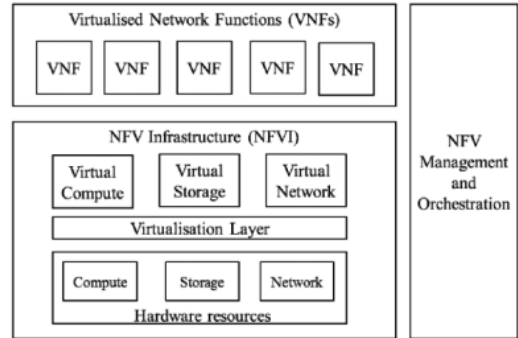 Virtualised Network Functions (VNFs)
VNF VNF VNF VNF VNF
NFV Infrastructure (NFVI)
Virtual Compute
Virtual Storage
Virtual Network
Virtualisation Layer
Compute Storage Network
Hardware resources
NFV
Management
and
Orchestration